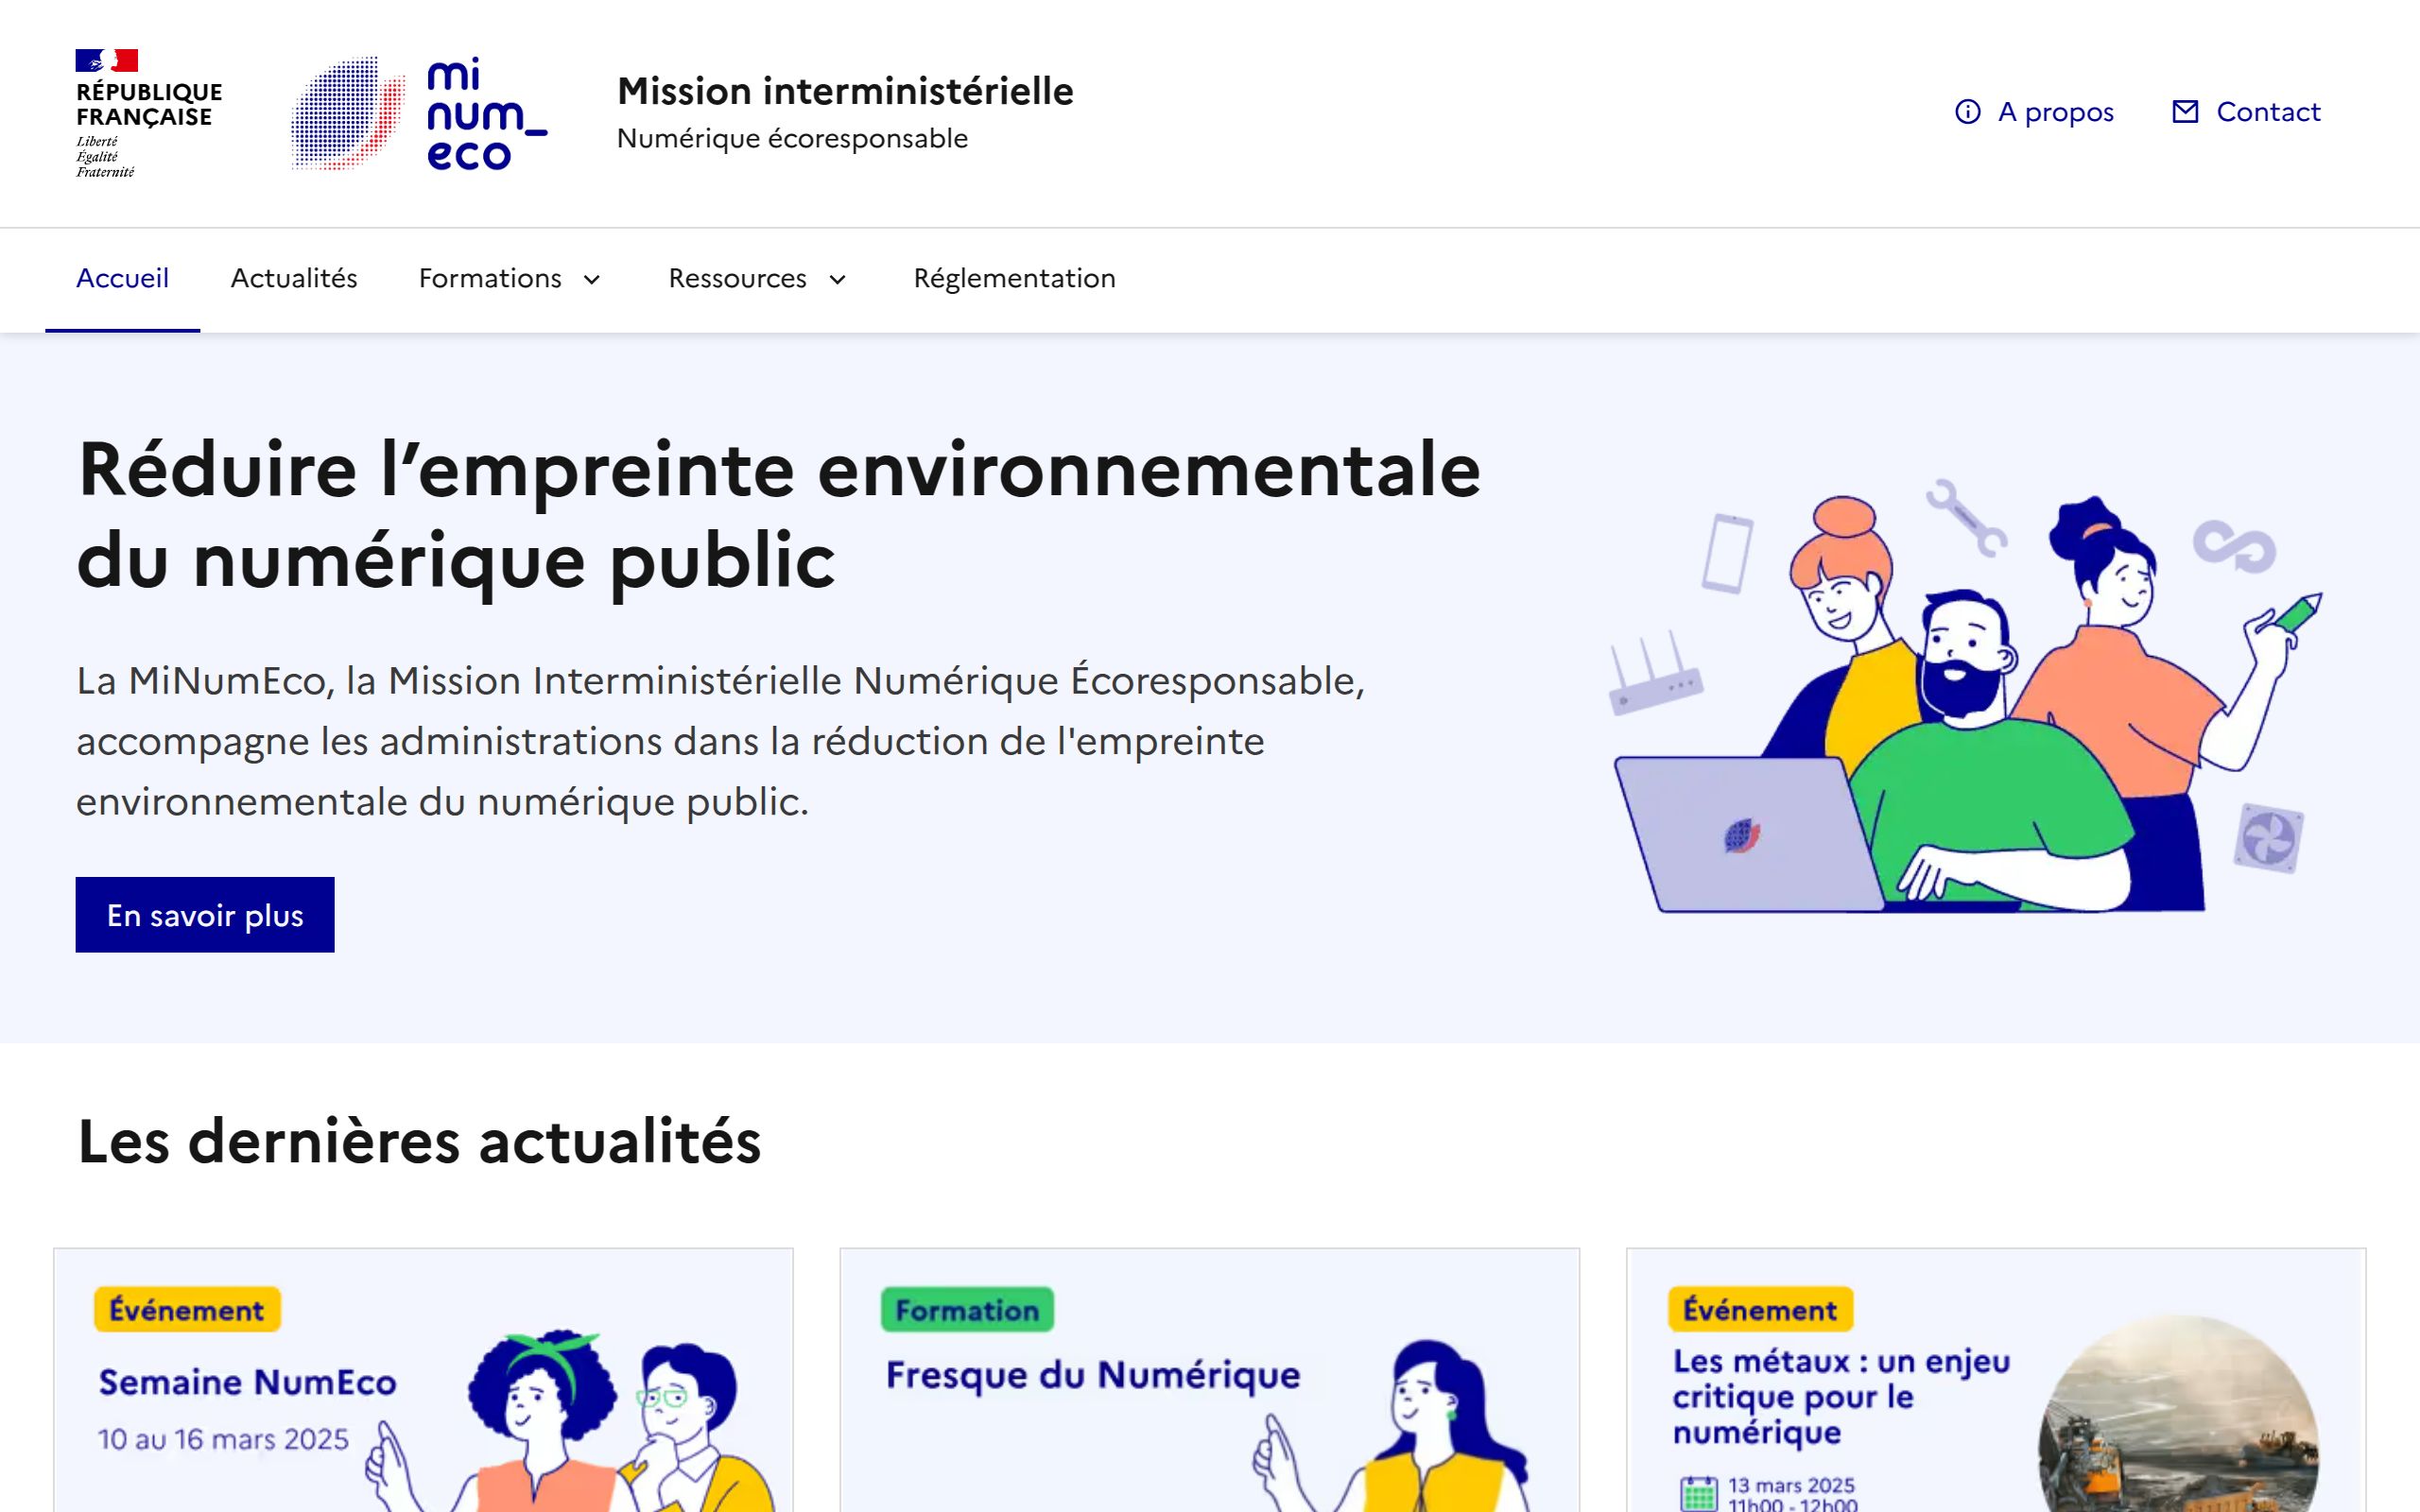 RÉPUBLIQUE
FRANÇAISE
Liberté
Égalité
Fraternité
mi
num_
eco
Mission interministérielle
Numérique écoresponsable
A propos
Contact
Accueil
Actualités
Formations
Ressources
Réglementation
Réduire l’empreinte environnementale
du numérique public
La MiNumEco, la Mission Interministérielle Numérique Écoresponsable,
accompagne les administrations dans la réduction de l'empreinte
environnementale du numérique public.
En savoir plus
Les dernières actualités
Événement
Semaine NumEco
10 au 16 mars 2025
Formation
Fresque du Numérique
Événement
Les métaux : un enjeu
critique pour le
numérique
13 mars 2025
11h00 - 12h00